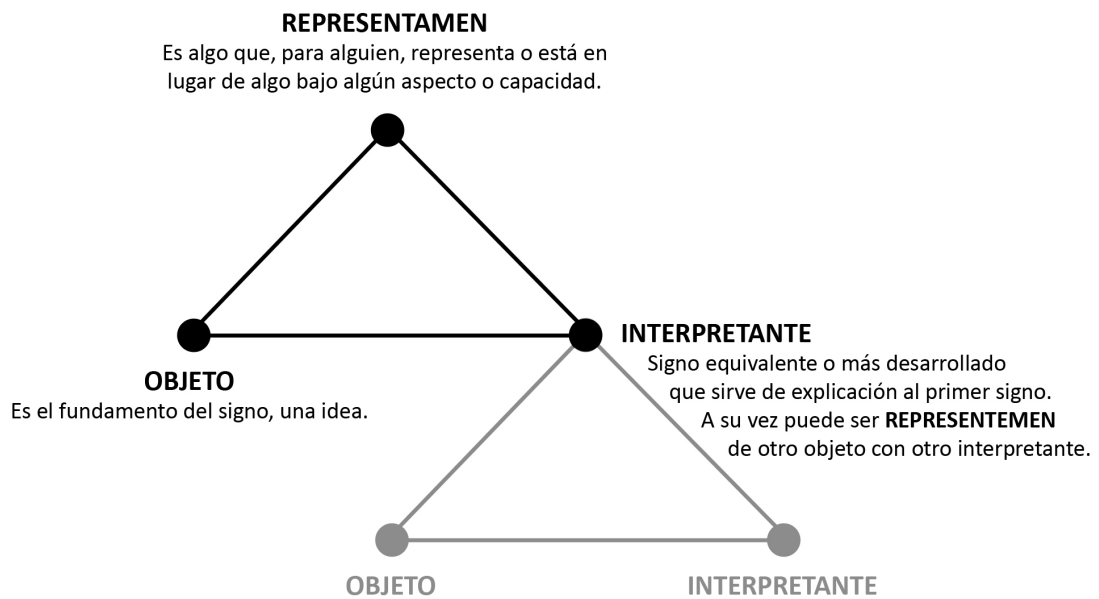 REPRESENTAMEN
Es algo que, para alguien, representa o está en
lugar de algo bajo algún aspecto o capacidad.
OBJETO
Es el fundamento del signo, una idea.
INTERPRETANTE
Signo equivalente o más desarrollado
que sirve de explicación al primer signo.
A su vez puede ser REPRESENTEMEN
de otro objeto con otro interpretante.
OBJETO
INTERPRETANTE